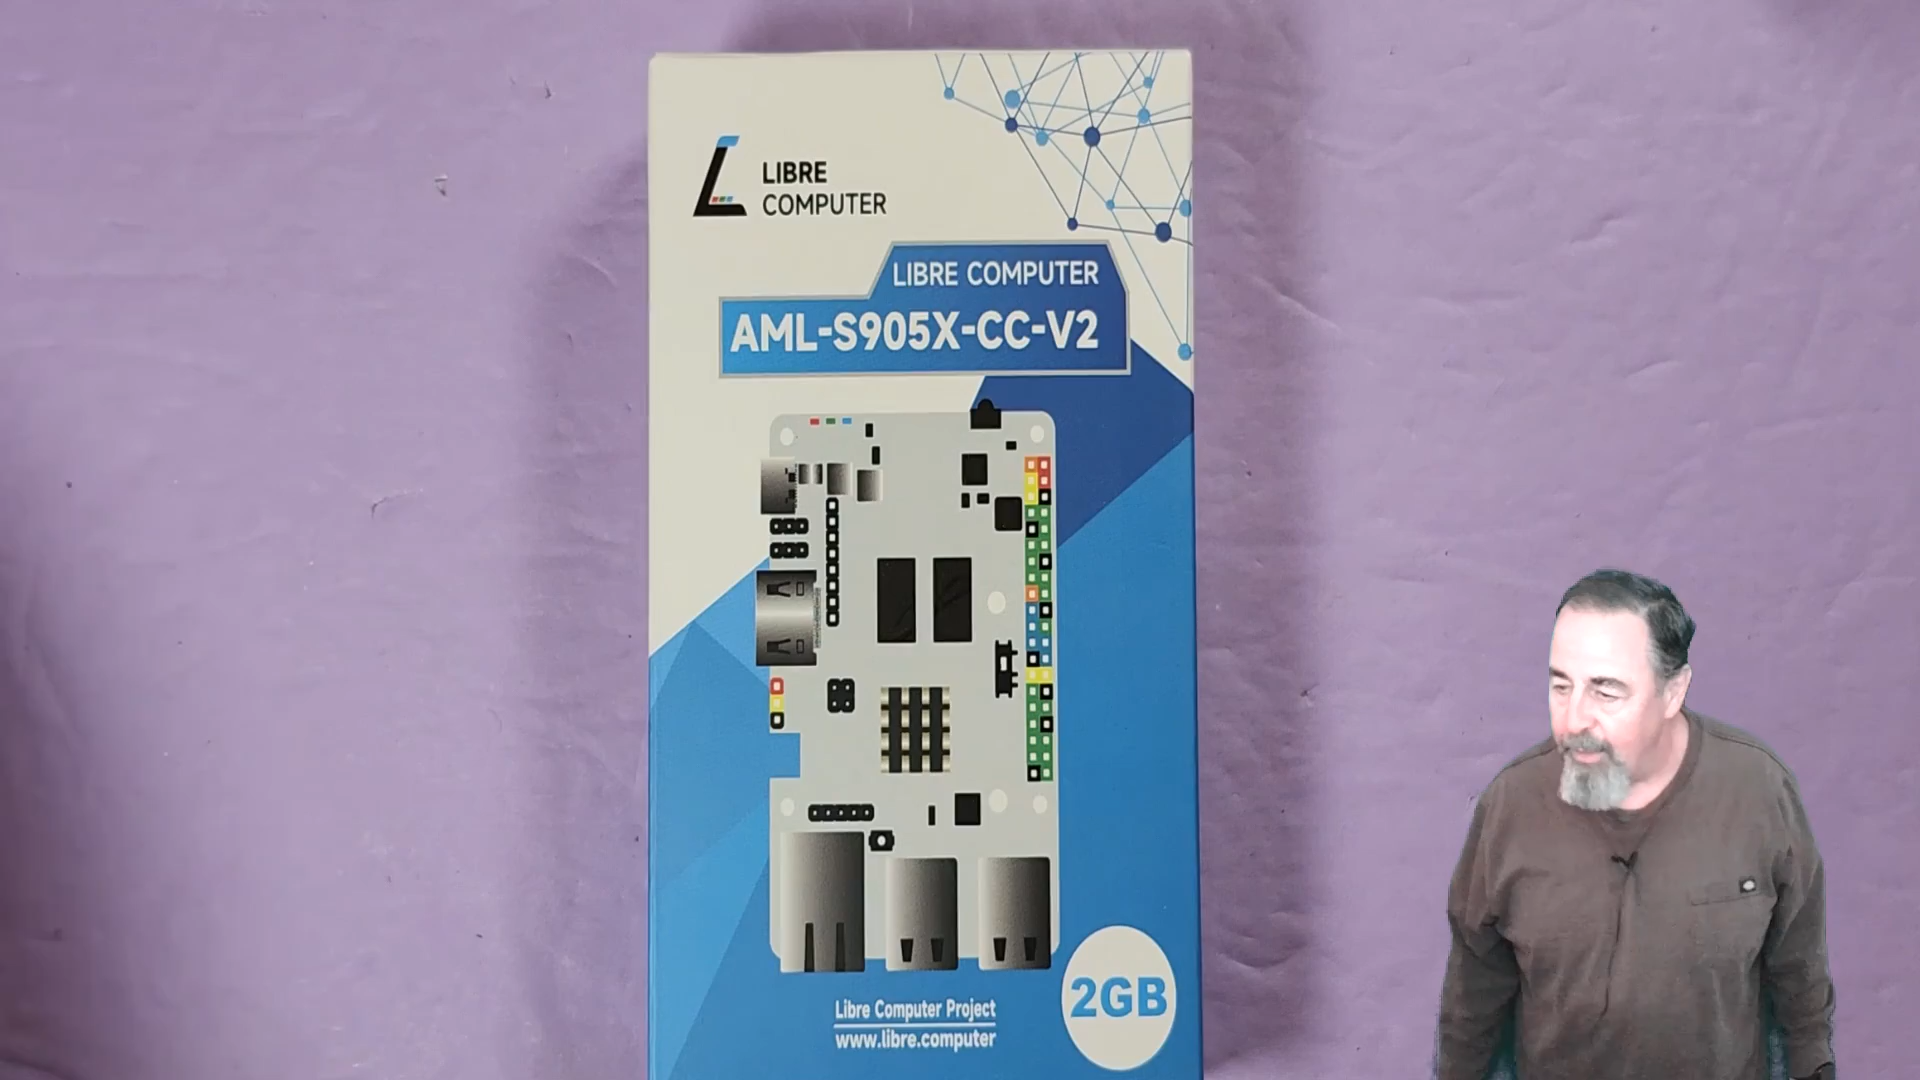 LIBRE
COMPUTER
LIBRE COMPUTER
AML-S905X-CC-V2
Libre Computer Project
www.libre.computer
2GB